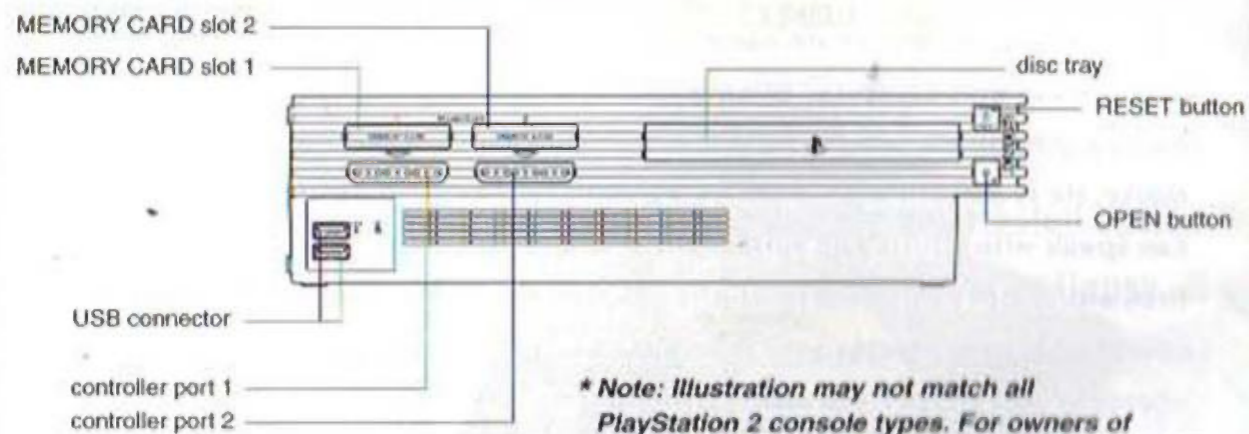 MEMORY CARD slot 2
MEMORY CARD slot 1
disc tray
RESET button
OPEN button
USB connector
controller port 1
controller port 2
* Note: Illustration may not match all
PlayStation 2 console types. For owners of